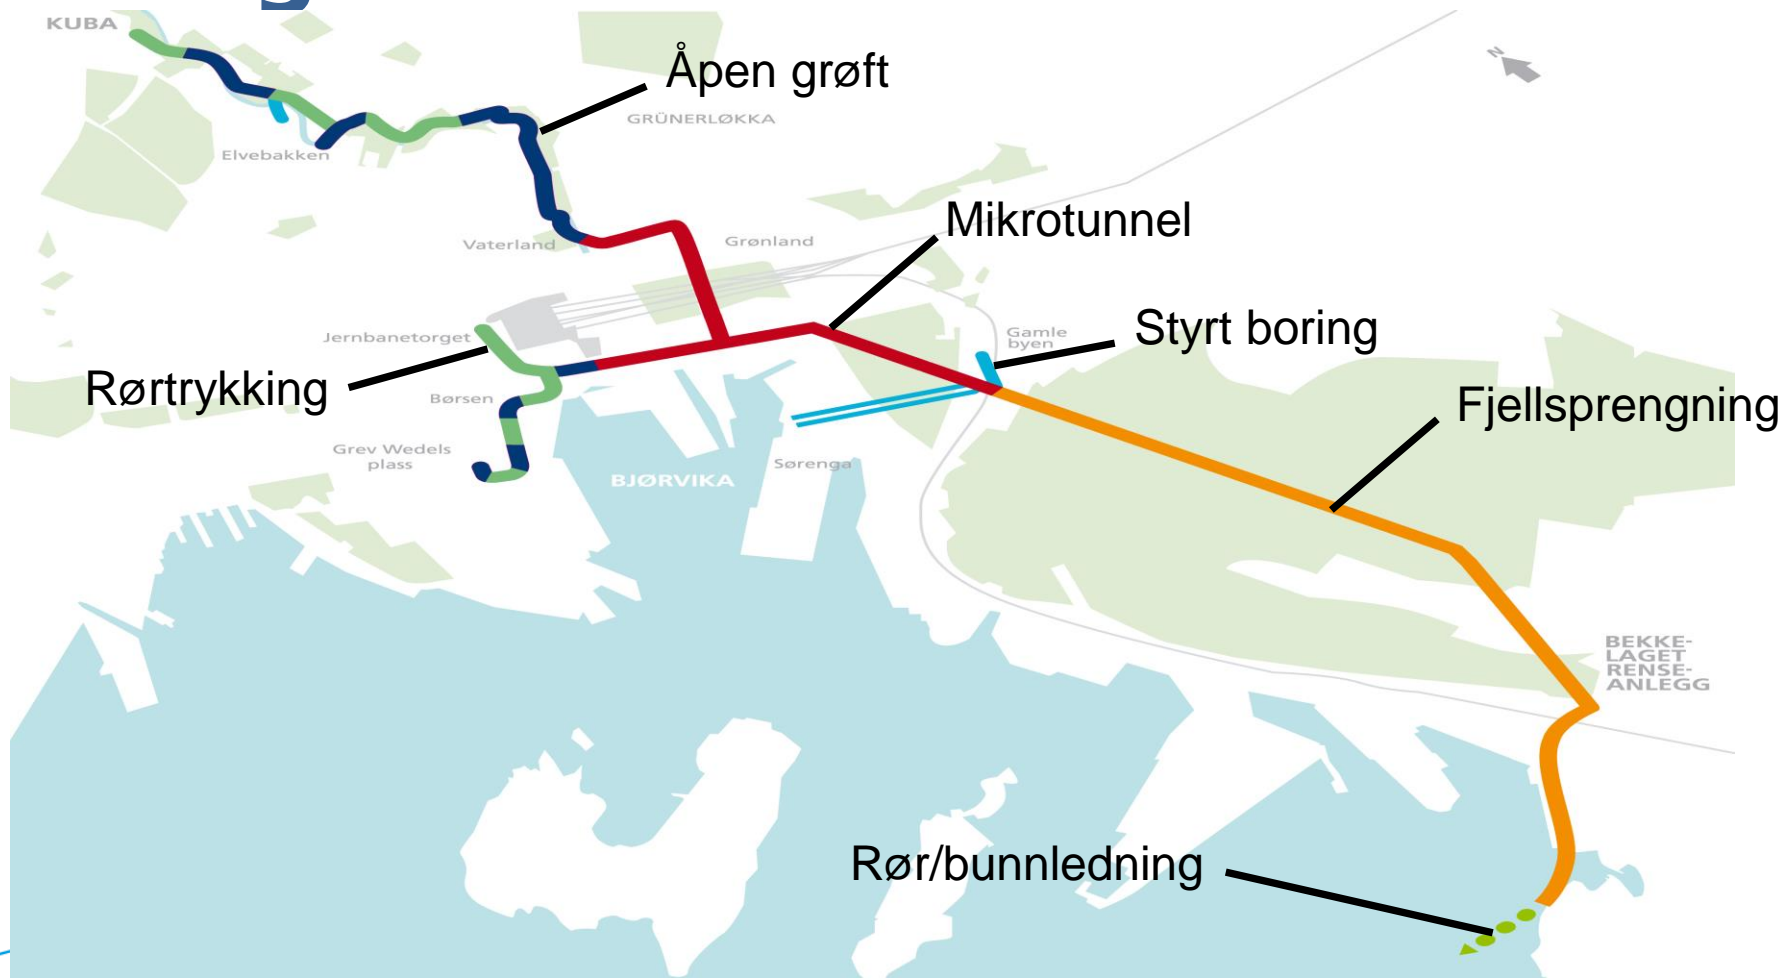 KUBA
Åpen grøft
N
GRÜNERLØKKA
Elvebakken
Mikrotunnel
Vaterland
Grønland
Jernbanetorget
Gamle
byen
Styrt boring
Rørtrykking
Børsen
Fjellsprengning
Grev Wedels
plass
Sørenga
BJØRVIKA
BEKKE-
LAGET
RENSE-
ANLEGG
Rør/bunnledning